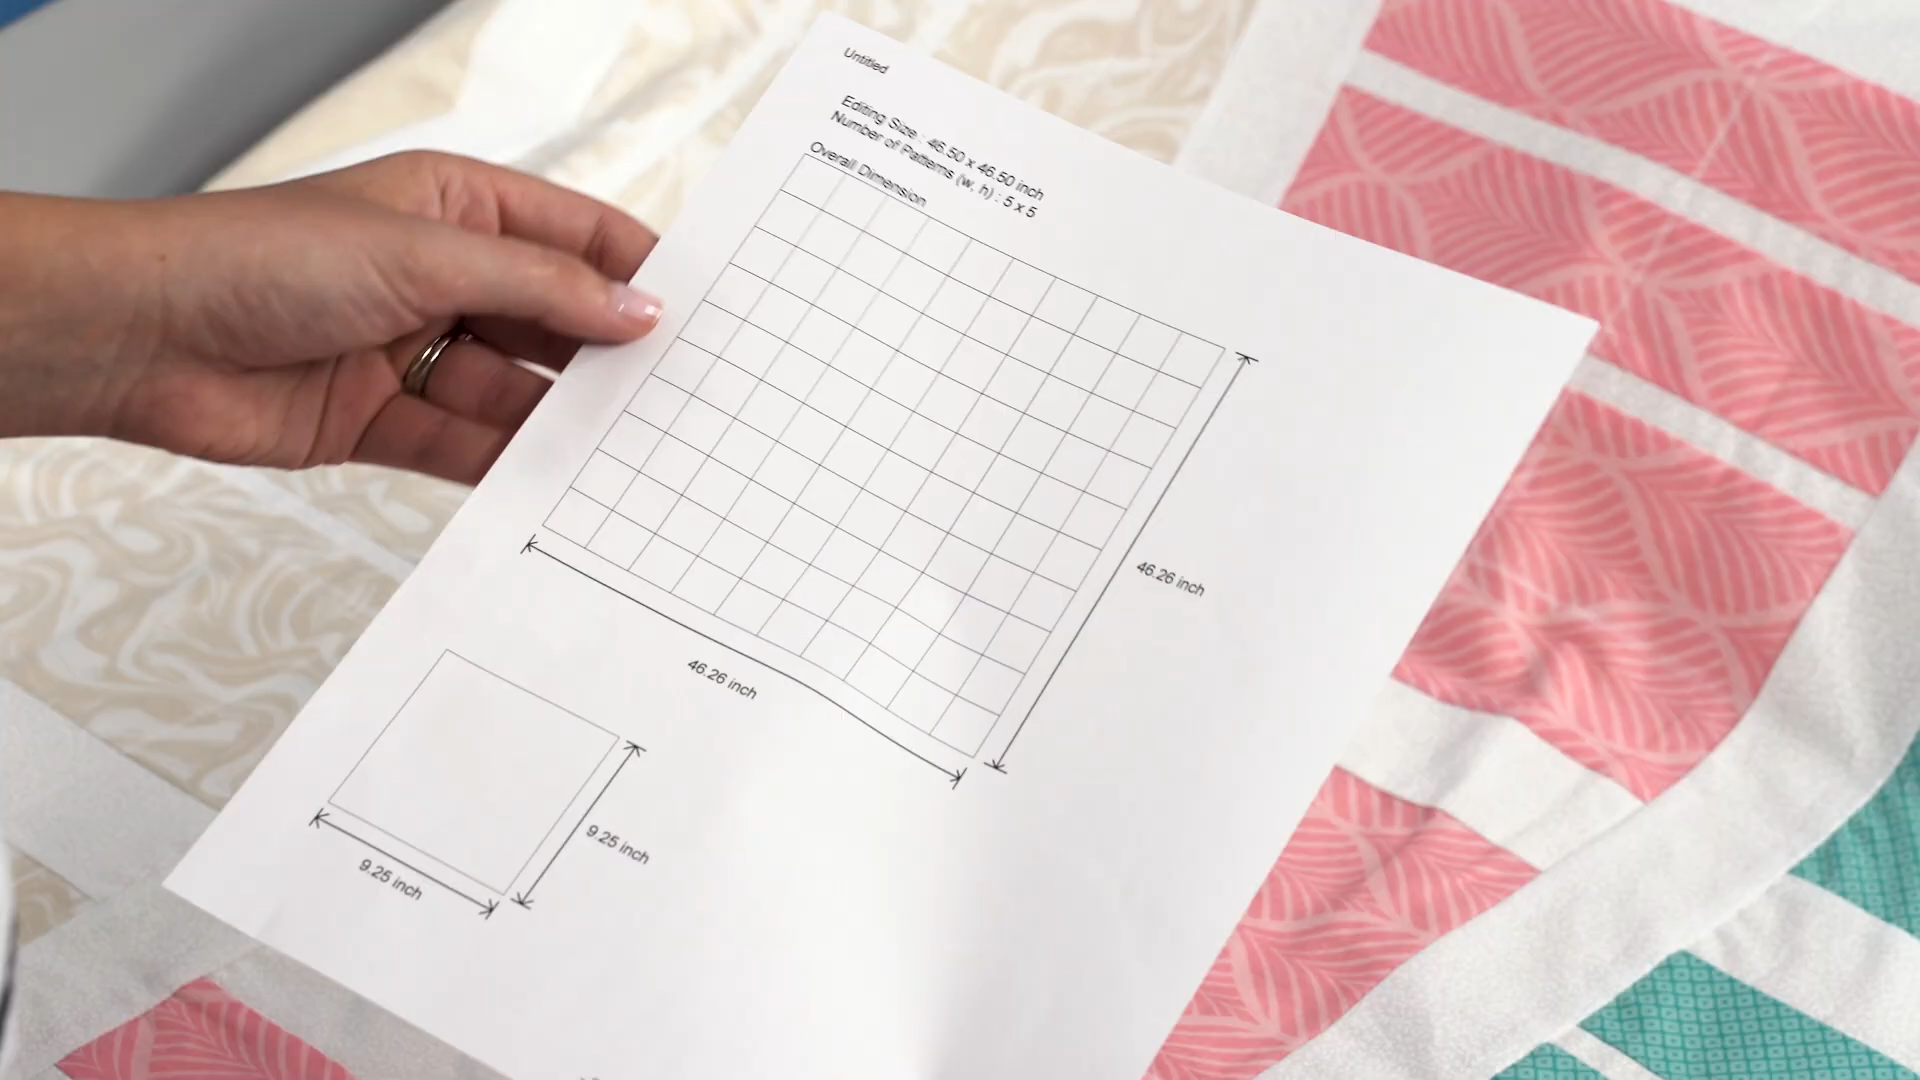 Untitled
Editing Size : 46.50 x 46.50 inch
Number of Patterns (w, h) : 5 x 5
Overall Dimension
46.26 inch
46.26 inch
9.25 inch
9.25 inch